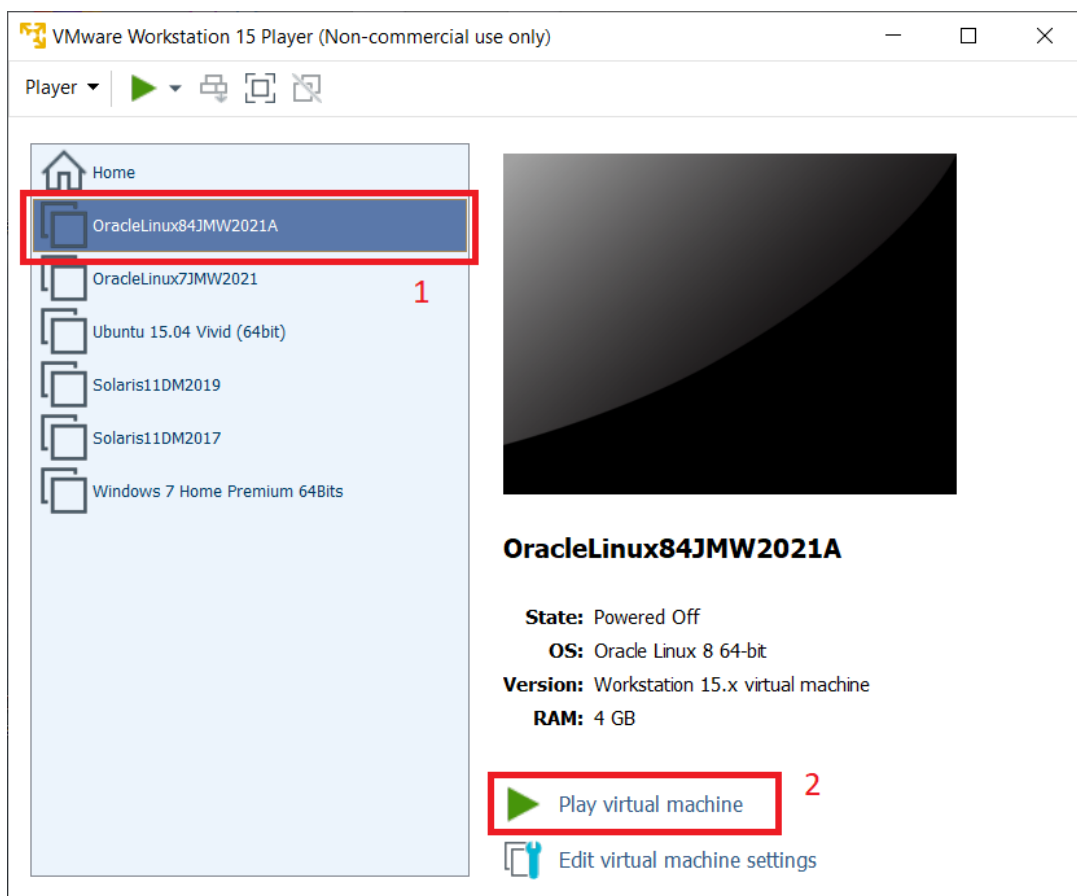 VMware Workstation 15 Player (Non-commercial use only)
Player
Home
OracleLinux84JMW2021A
OracleLinux7JMW2021
1
Ubuntu 15.04 Vivid (64bit)
Solaris11DM2019
Solaris11DM2017
Windows 7 Home Premium 64Bits
OracleLinux84JMW2021A
State: Powered Off
OS: Oracle Linux 8 64-bit
Version: Workstation 15.x virtual machine
RAM: 4 GB
Play virtual machine
2
Edit virtual machine settings